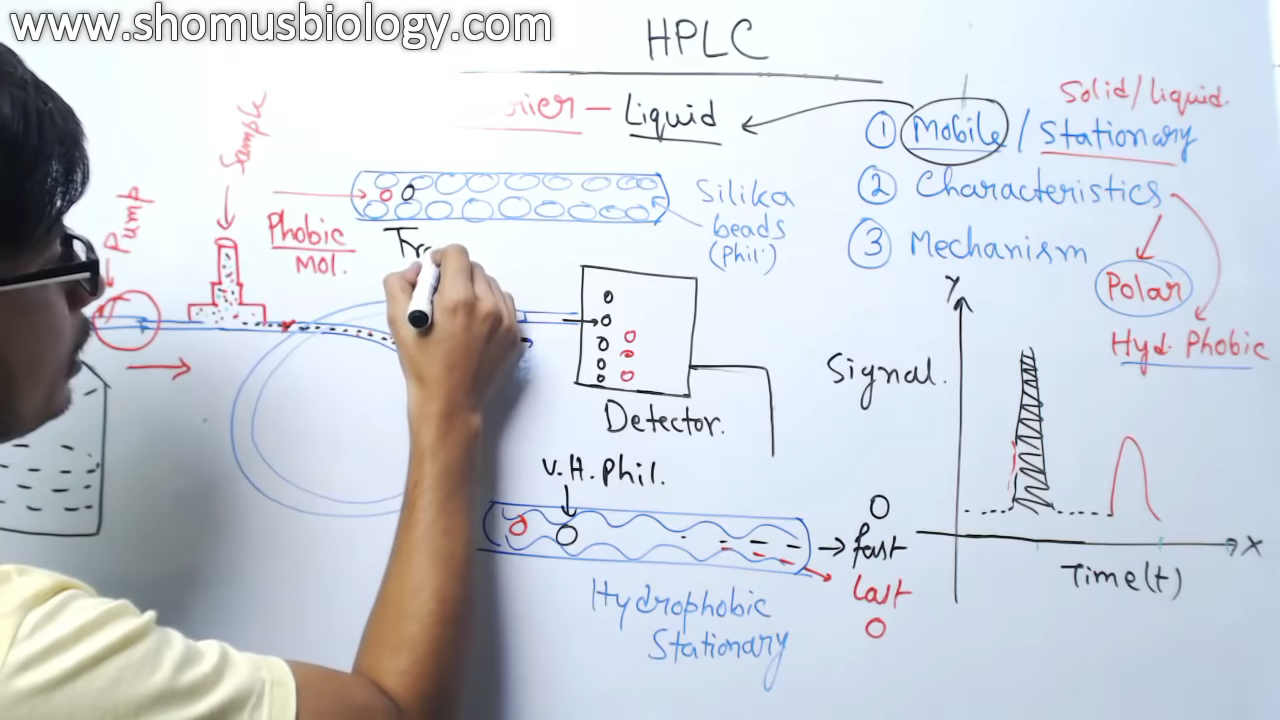 www.shomusbiology.com
HPLC
Liquid
Solid/liquid.
① Mobile / Stationary
② Characteristics
③ Mechanism
Polar
Hyd. Phobic
Sample
Pump
Phobic
Mol.
Silika
beads
(Phil')
Detector.
V.H. Phil.
fast
Last
Hydrophobic
Stationary
Y
Signal.
X
Time(t)